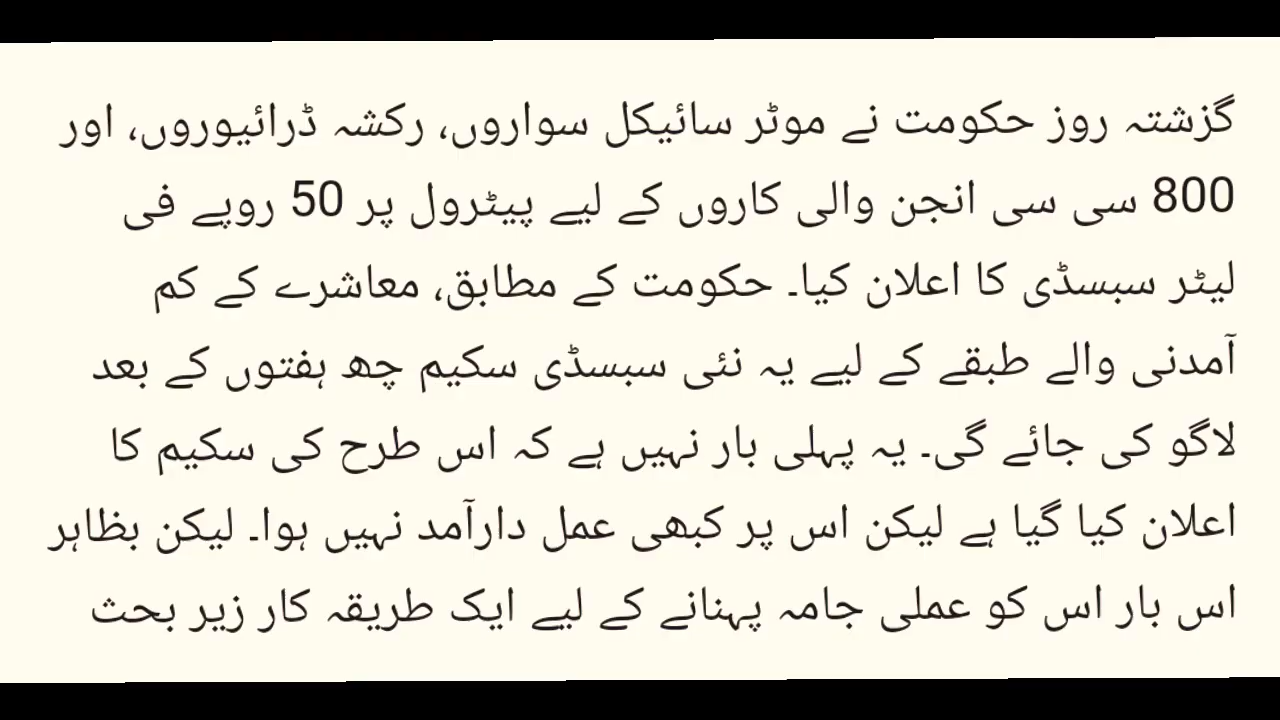 گزشتہ روز حکومت نے موٹر سائیکل سواروں، رکشہ ڈرائیوروں، اور
800 سی سی انجن والی کاروں کے لیے پیٹرول پر 50 روپے فی
لیٹر سبسڈی کا اعلان کیا۔ حکومت کے مطابق، معاشرے کے کم
آمدنی والے طبقے کے لیے یہ نئی سبسڈی سکیم چھ ہفتوں کے بعد
لاگو کی جائے گی۔ یہ پہلی بار نہیں ہے کہ اس طرح کی سکیم کا
اعلان کیا گیا ہے لیکن اس پر کبھی عمل دارآمد نہیں ہوا۔ لیکن بظاہر
اس بار اس کو عملی جامہ پہنانے کے لیے ایک طریقہ کار زیر بحث